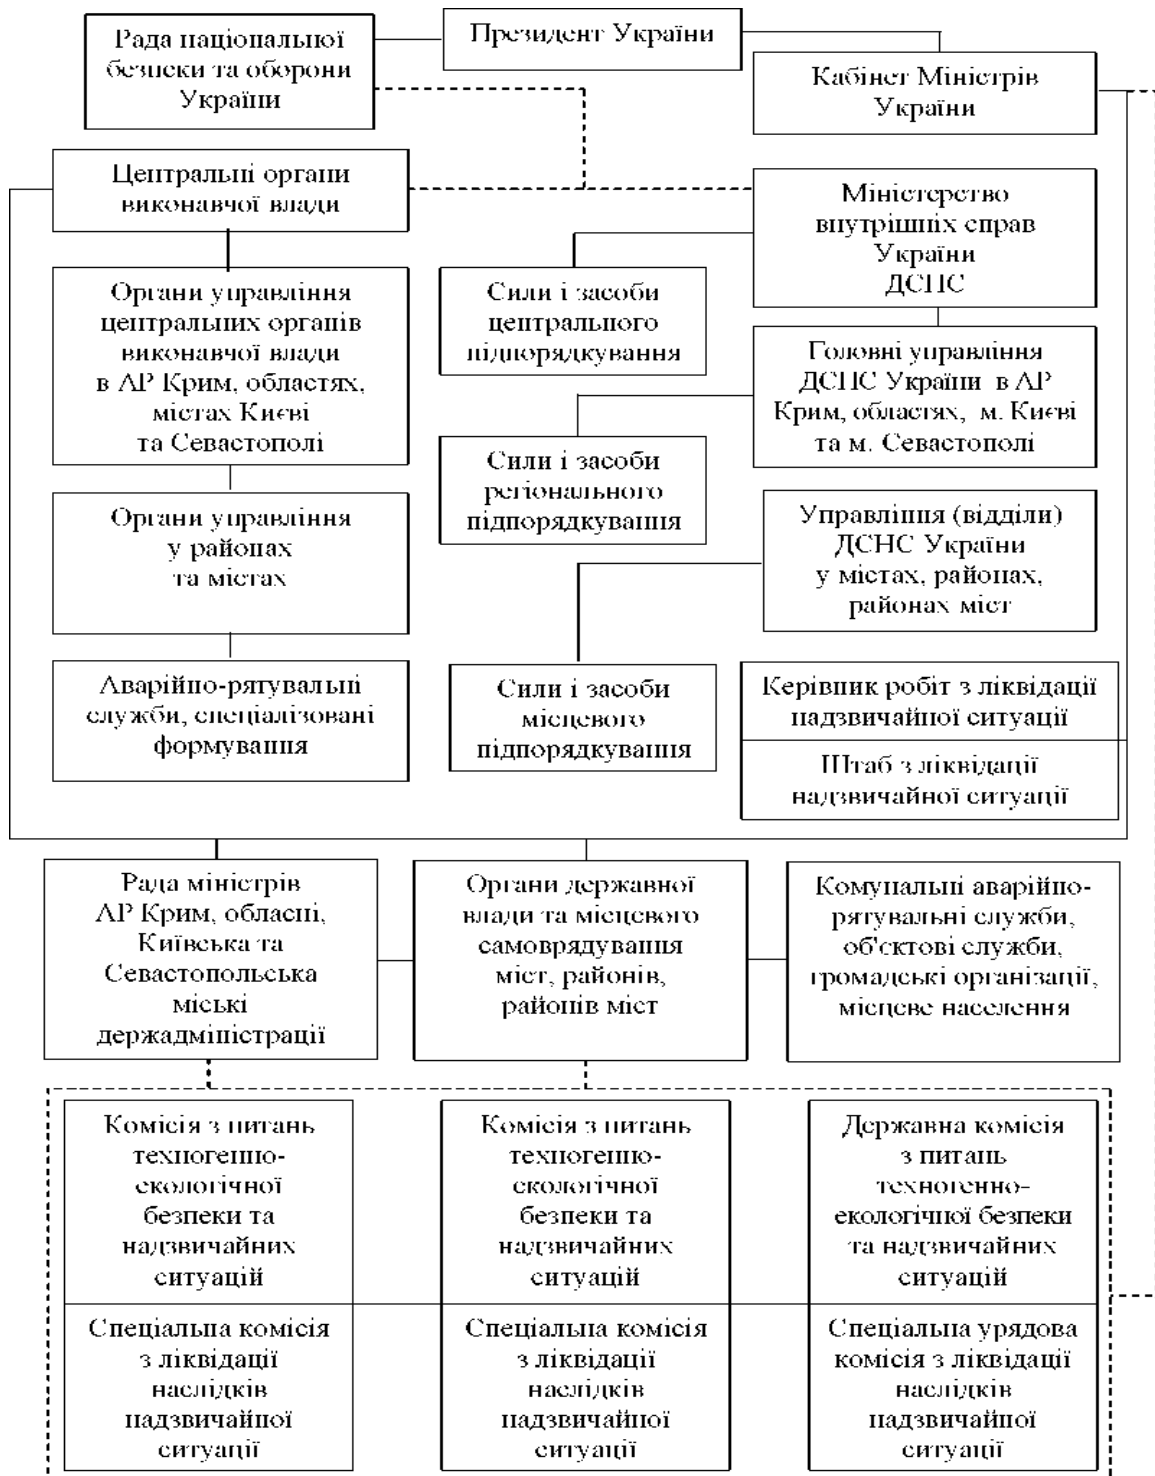 Рада національної
безпеки та оборони
України
Президент України
Кабінет Міністрів
України
Центральні органи
виконавчої влади
Міністерство
внутрішніх справ
України
ДСНС
Органи управління
центральних органів
виконавчої влади
в АР Крим, областях,
містах Києві
та Севастополі
Сили і засоби
центрального
підпорядкування
Головні управління
ДСНС України в АР
Крим, областях, м. Києві
та м. Севастополі
Сили і засоби
регіонального
підпорядкування
Органи управління
у районах
та містах
Управління (відділи)
ДСНС України
у містах, районах,
районах міст
Аварійно-рятувальні
служби, спеціалізовані
формування
Сили і засоби
місцевого
підпорядкування
Керівник робіт з ліквідації
надзвичайної ситуації
Штаб з ліквідації
надзвичайної ситуації
Рада міністрів
АР Крим, обласні,
Київська та
Севастопольська
міські
держадміністрації
Органи державної
влади та місцевого
самоврядування
міст, районів,
районів міст
Комунальні аварійно-
рятувальні служби,
об'єктові служби,
громадські організації,
місцеве населення
Комісія з питань
техногенно-
екологічної
безпеки та
надзвичайних
ситуацій
Комісія з питань
техногенно-
екологічної
безпеки та
надзвичайних
ситуацій
Державна комісія
з питань
техногенно-
екологічної безпеки
та надзвичайних
ситуацій
Спеціальна комісія
з ліквідації
наслідків
надзвичайної
ситуації
Спеціальна комісія
з ліквідації
наслідків
надзвичайної
ситуації
Спеціальна урядова
комісія з ліквідації
наслідків
надзвичайної
ситуації